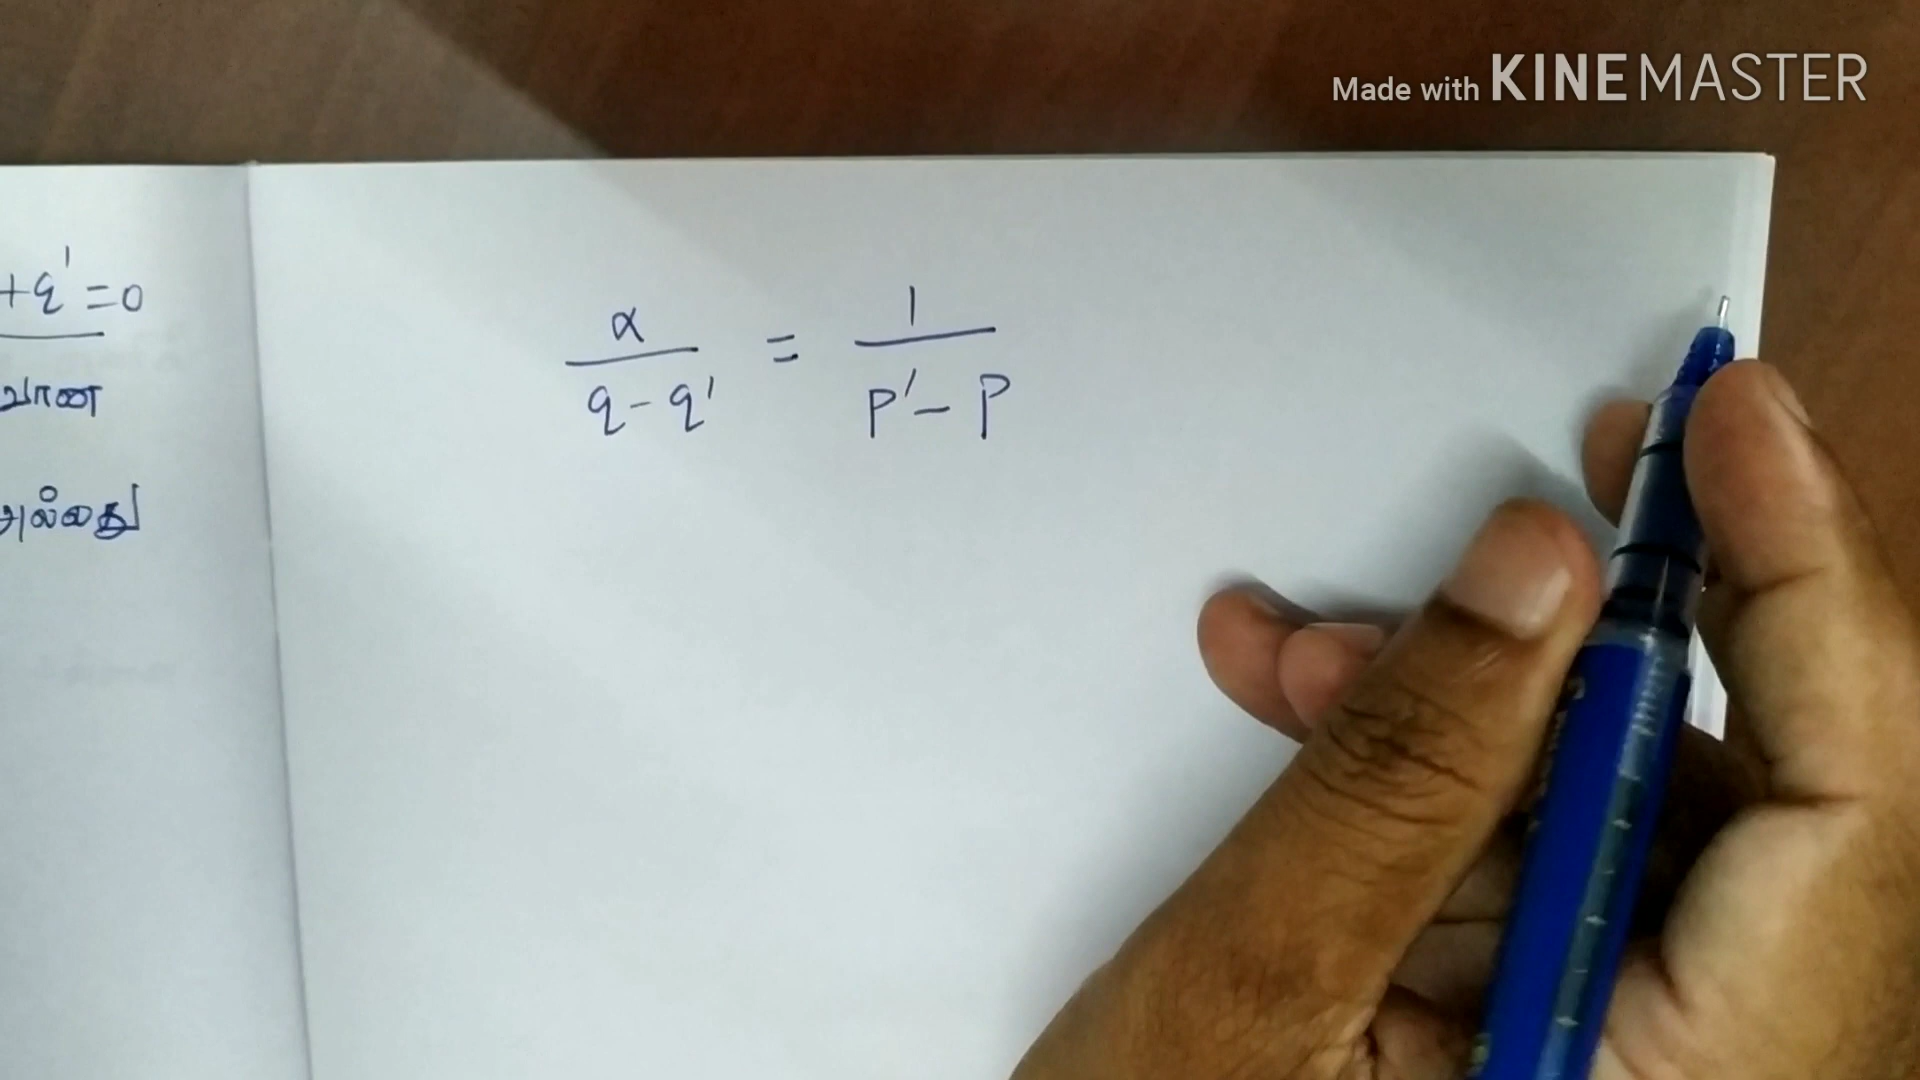 Made with KINEMASTER
+q'=0
வான
அல்லது
α/(q-q') = 1/(p'-p)